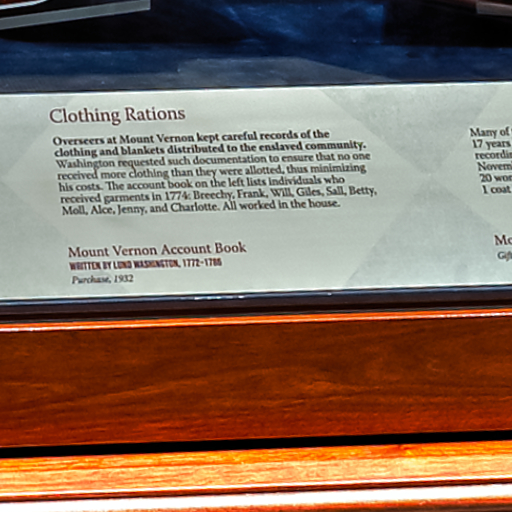 Clothing Rations
Overseers at Mount Vernon kept careful records of the
clothing and blankets distributed to the enslaved community.
Washington requested such documentation to ensure that no one
received more clothing than they were allotted, thus minimizing
his costs. The account book on the left lists individuals who
received garments in 1774: Breechy, Frank, Will, Giles, Sall, Betty,
Moll, Alce, Jenny, and Charlotte. All worked in the house.
Mount Vernon Account Book
WRITTEN BY LUND WASHINGTON, 1772–1786
Purchase, 1932
Many of
17 years
recordin
Novem
20 wor
1 coat
Mo
Gift